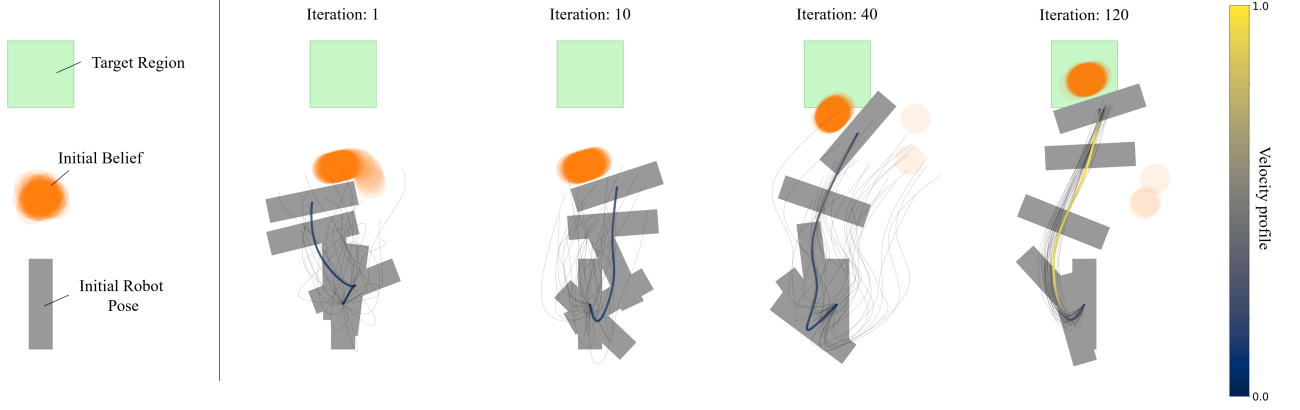 Iteration: 1
Iteration: 10
Iteration: 40
Iteration: 120
1.0
Target Region
Initial Belief
Velocity profile
Initial Robot
Pose
0.0